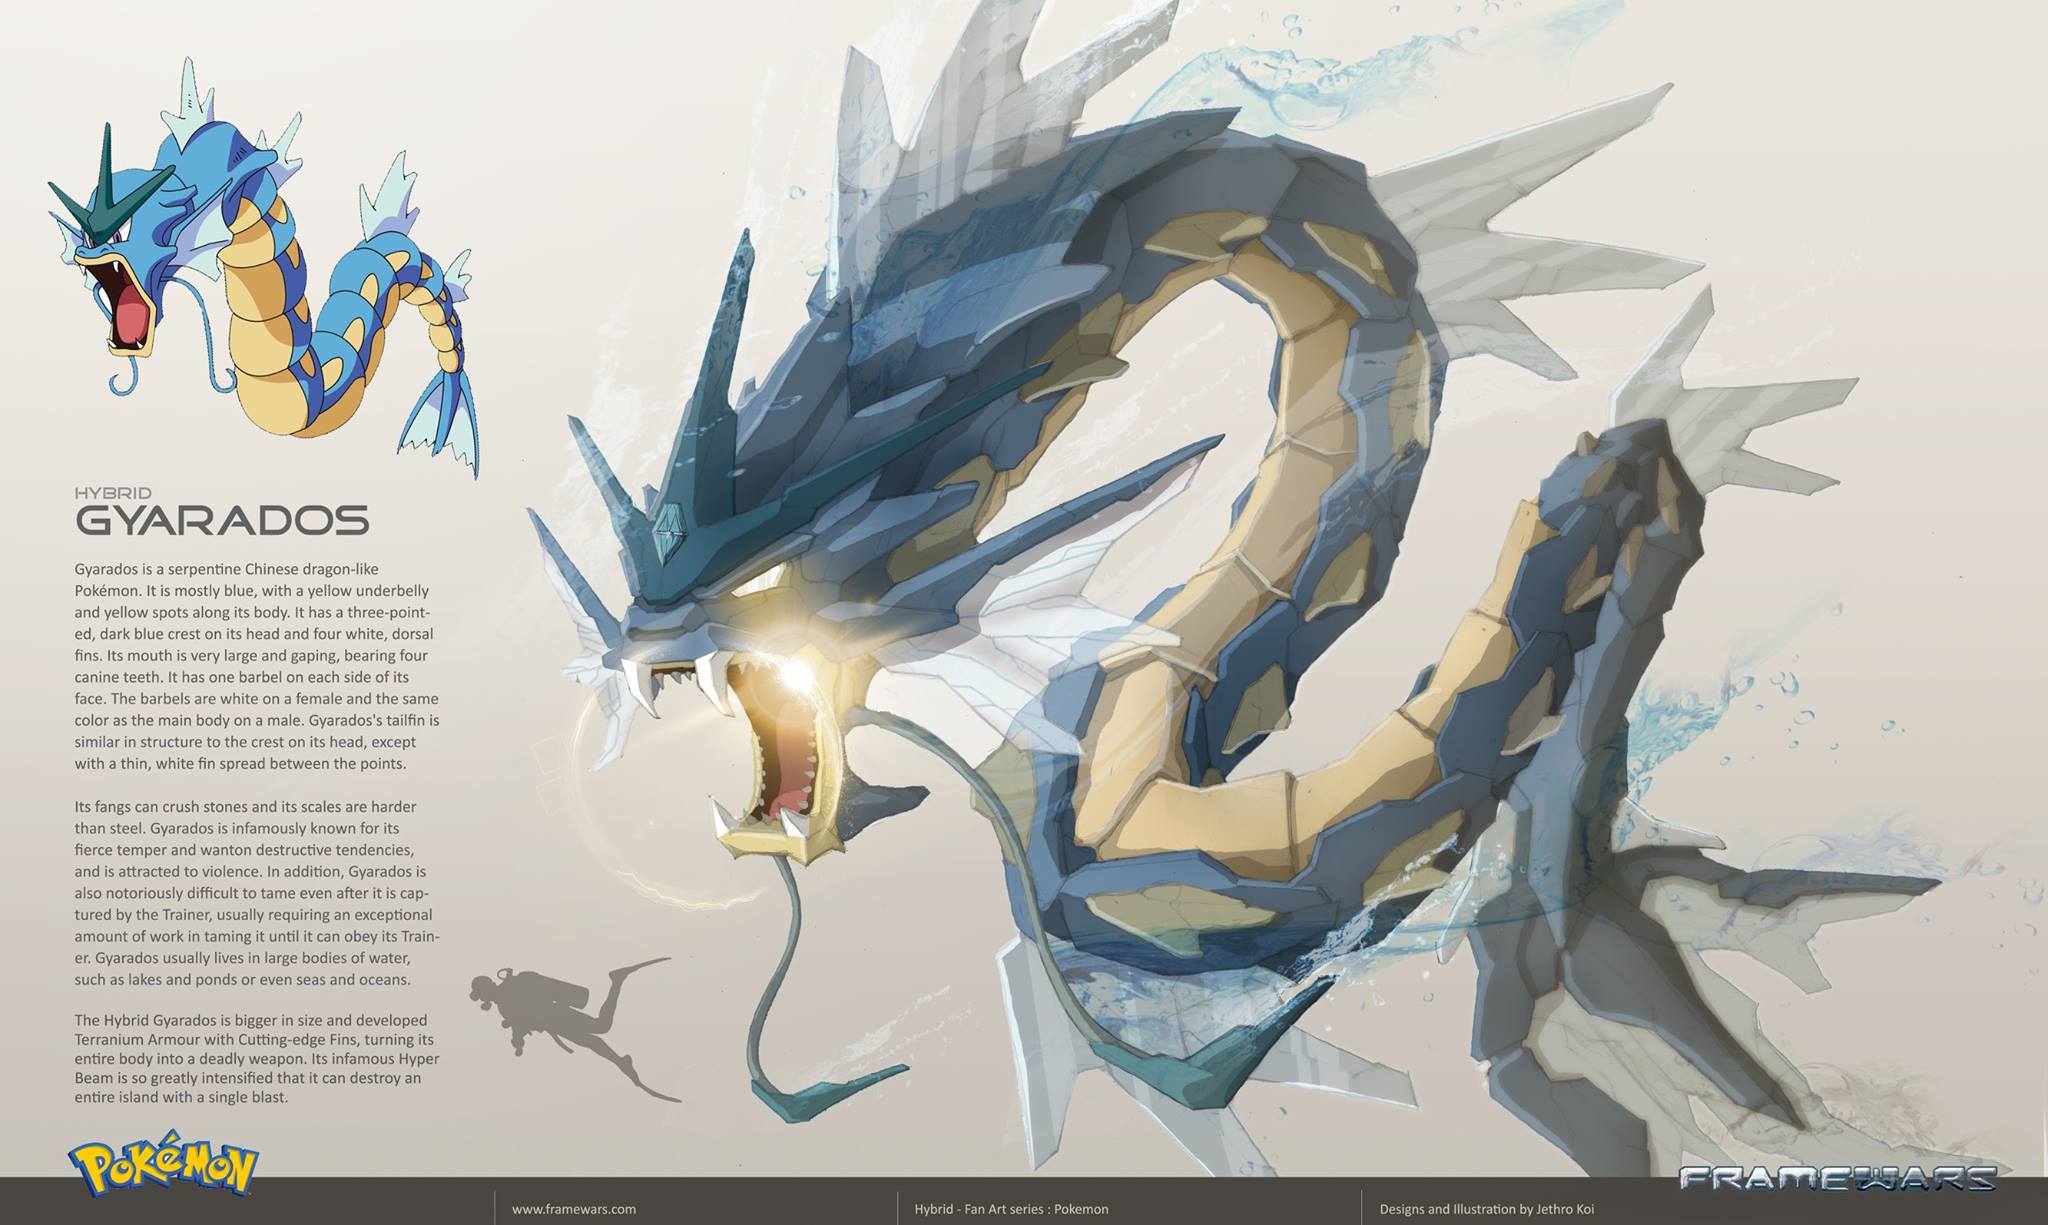 HYBRID
GYARADOS
Gyarados is a serpentine Chinese dragon-like
Pokémon. It is mostly blue, with a yellow underbelly
and yellow spots along its body. It has a three-point-
ed, dark blue crest on its head and four white, dorsal
fins. Its mouth is very large and gaping, bearing four
canine teeth. It has one barbel on each side of its
face. The barbels are white on a female and the same
color as the main body on a male. Gyarados's tailfin is
similar in structure to the crest on its head, except
with a thin, white fin spread between the points.
Its fangs can crush stones and its scales are harder
than steel. Gyarados is infamously known for its
fierce temper and wanton destructive tendencies,
and is attracted to violence. In addition, Gyarados is
also notoriously difficult to tame even after it is cap-
tured by the Trainer, usually requiring an exceptional
amount of work in taming it until it can obey its Train-
er. Gyarados usually lives in large bodies of water,
such as lakes and ponds or even seas and oceans.
The Hybrid Gyarados is bigger in size and developed
Terranium Armour with Cutting-edge Fins, turning its
entire body into a deadly weapon. Its infamous Hyper
Beam is so greatly intensified that it can destroy an
entire island with a single blast.
POKéMON
www.framewars.com
Hybrid - Fan Art series : Pokemon
Designs and Illustration by Jethro Koi
FRAMEWARS